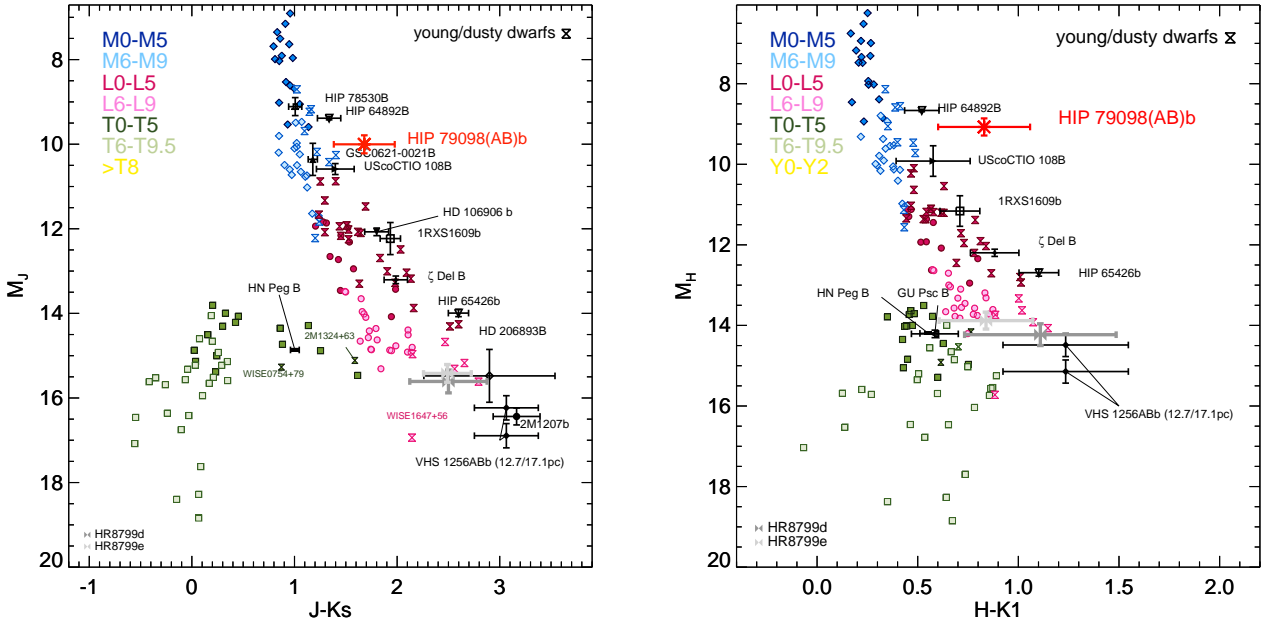 young/dusty dwarfs
M0-M5
M6-M9
L0-L5
L6-L9
T0-T5
T6-T9.5
>T8
HIP 78530B
HIP 64892B
HIP 79098(AB)b
GSC0621-0021B
UScoCTIO 108B
HD 106906 b
1RXS1609b
ζ Del B
HN Peg B
HIP 65426b
HD 206893B
2M1324+63
WISE0754+79
WISE1647+56
2M1207b
VHS 1256ABb (12.7/17.1pc)
HR8799d
HR8799e
8
10
12
14
16
18
20
MJ
-1
0
1
2
3
J-Ks
young/dusty dwarfs
M0-M5
M6-M9
L0-L5
L6-L9
T0-T5
T6-T9.5
Y0-Y2
HIP 64892B
HIP 79098(AB)b
UScoCTIO 108B
1RXS1609b
ζ Del B
HIP 65426b
HN Peg B
GU Psc B
VHS 1256ABb (12.7/17.1pc)
HR8799d
HR8799e
8
10
12
14
16
18
20
MH
0.0
0.5
1.0
1.5
2.0
H-K1